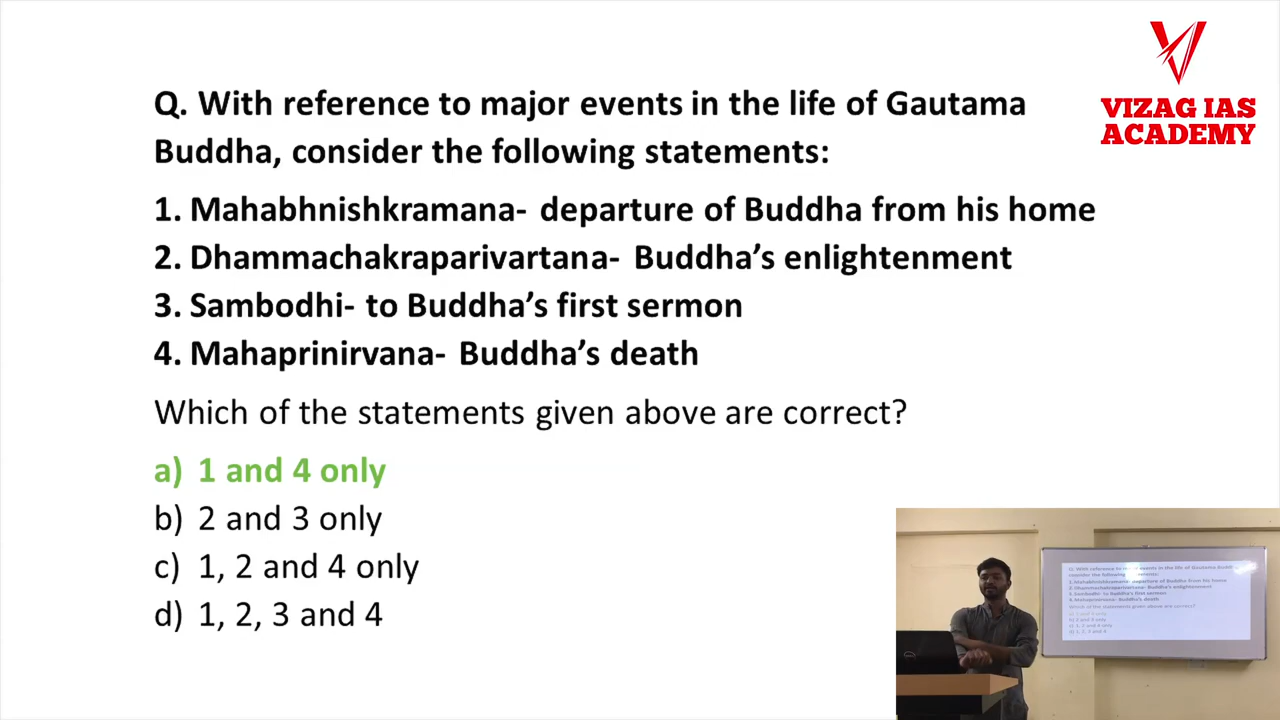 VIZAG IAS
ACADEMY
Q. With reference to major events in the life of Gautama
Buddha, consider the following statements:
1. Mahabhnishkramana- departure of Buddha from his home
2. Dhammachakraparivartana- Buddha's enlightenment
3. Sambodhi- to Buddha's first sermon
4. Mahaprinirvana- Buddha's death
Which of the statements given above are correct?
a) 1 and 4 only
b) 2 and 3 only
c) 1, 2 and 4 only
d) 1, 2, 3 and 4